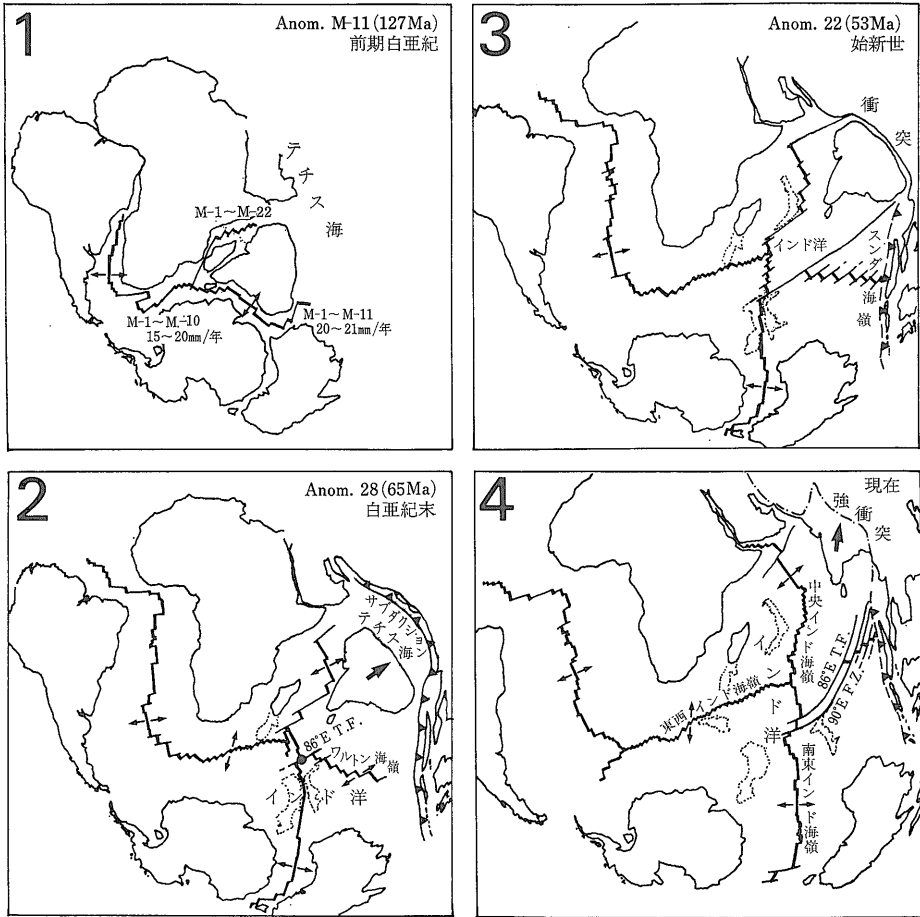 1
Anom. M-11(127Ma)
前期白亜紀
テチス海
M-1~M-22
M-1~M-10
15~20mm/年
M-1~M-11
20~21mm/年
2
Anom. 28(65Ma)
白亜紀末
サブダクション
テチス海
86°E T.F.
ワルトン海嶺
インド洋
3
Anom. 22(53Ma)
始新世
衝突
インド洋
スンダ海嶺
4
現在
強衝突
中央インド海嶺
86°E T.F.
90°E F.Z.
東西インド海嶺
インド洋
南東インド海嶺